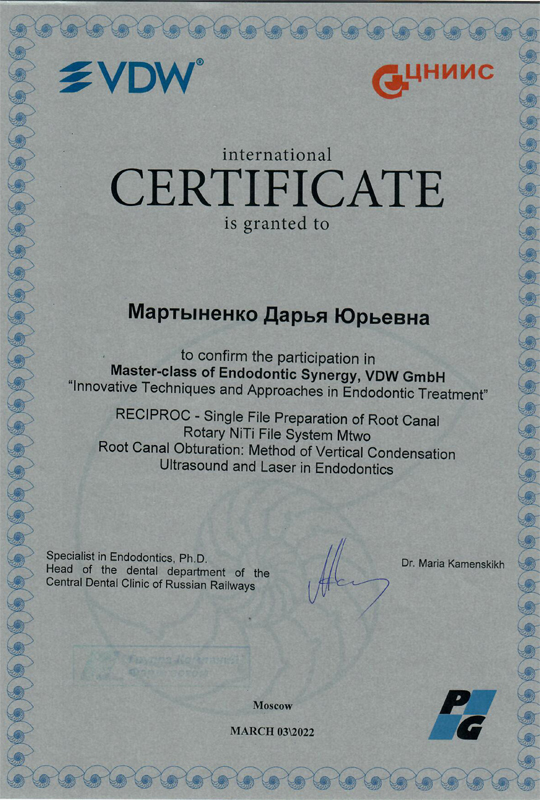 VDW®
ЦНИИС
international
CERTIFICATE
is granted to
Мартыненко Дарья Юрьевна
to confirm the participation in
Master-class of Endodontic Synergy, VDW GmbH
“Innovative Techniques and Approaches in Endodontic Treatment”
RECIPROC - Single File Preparation of Root Canal
Rotary NiTi File System Mtwo
Root Canal Obturation: Method of Vertical Condensation
Ultrasound and Laser in Endodontics
Specialist in Endodontics, Ph.D.
Head of the dental department of the
Central Dental Clinic of Russian Railways
Dr. Maria Kamenskikh
Moscow
MARCH 03\2022
PG